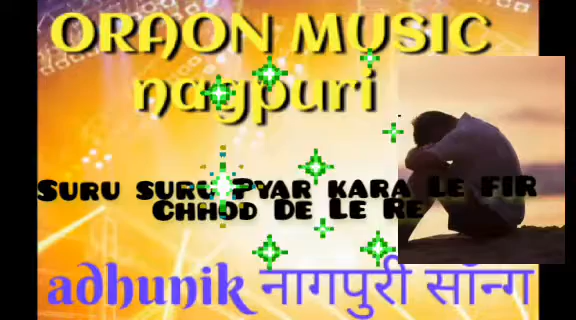 ORAON MUSIC
nagpuri
SURU SURU PYAR KARA LE FIR
CHHOD DE LE RE
adhunik नागपुरी सॉन्ग